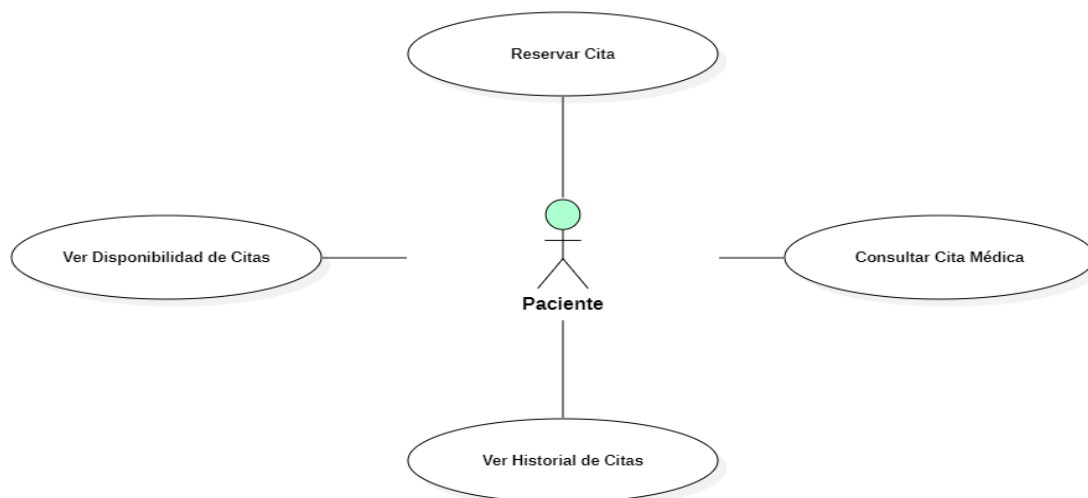 Reservar Cita
Ver Disponibilidad de Citas
Consultar Cita Médica
Paciente
Ver Historial de Citas